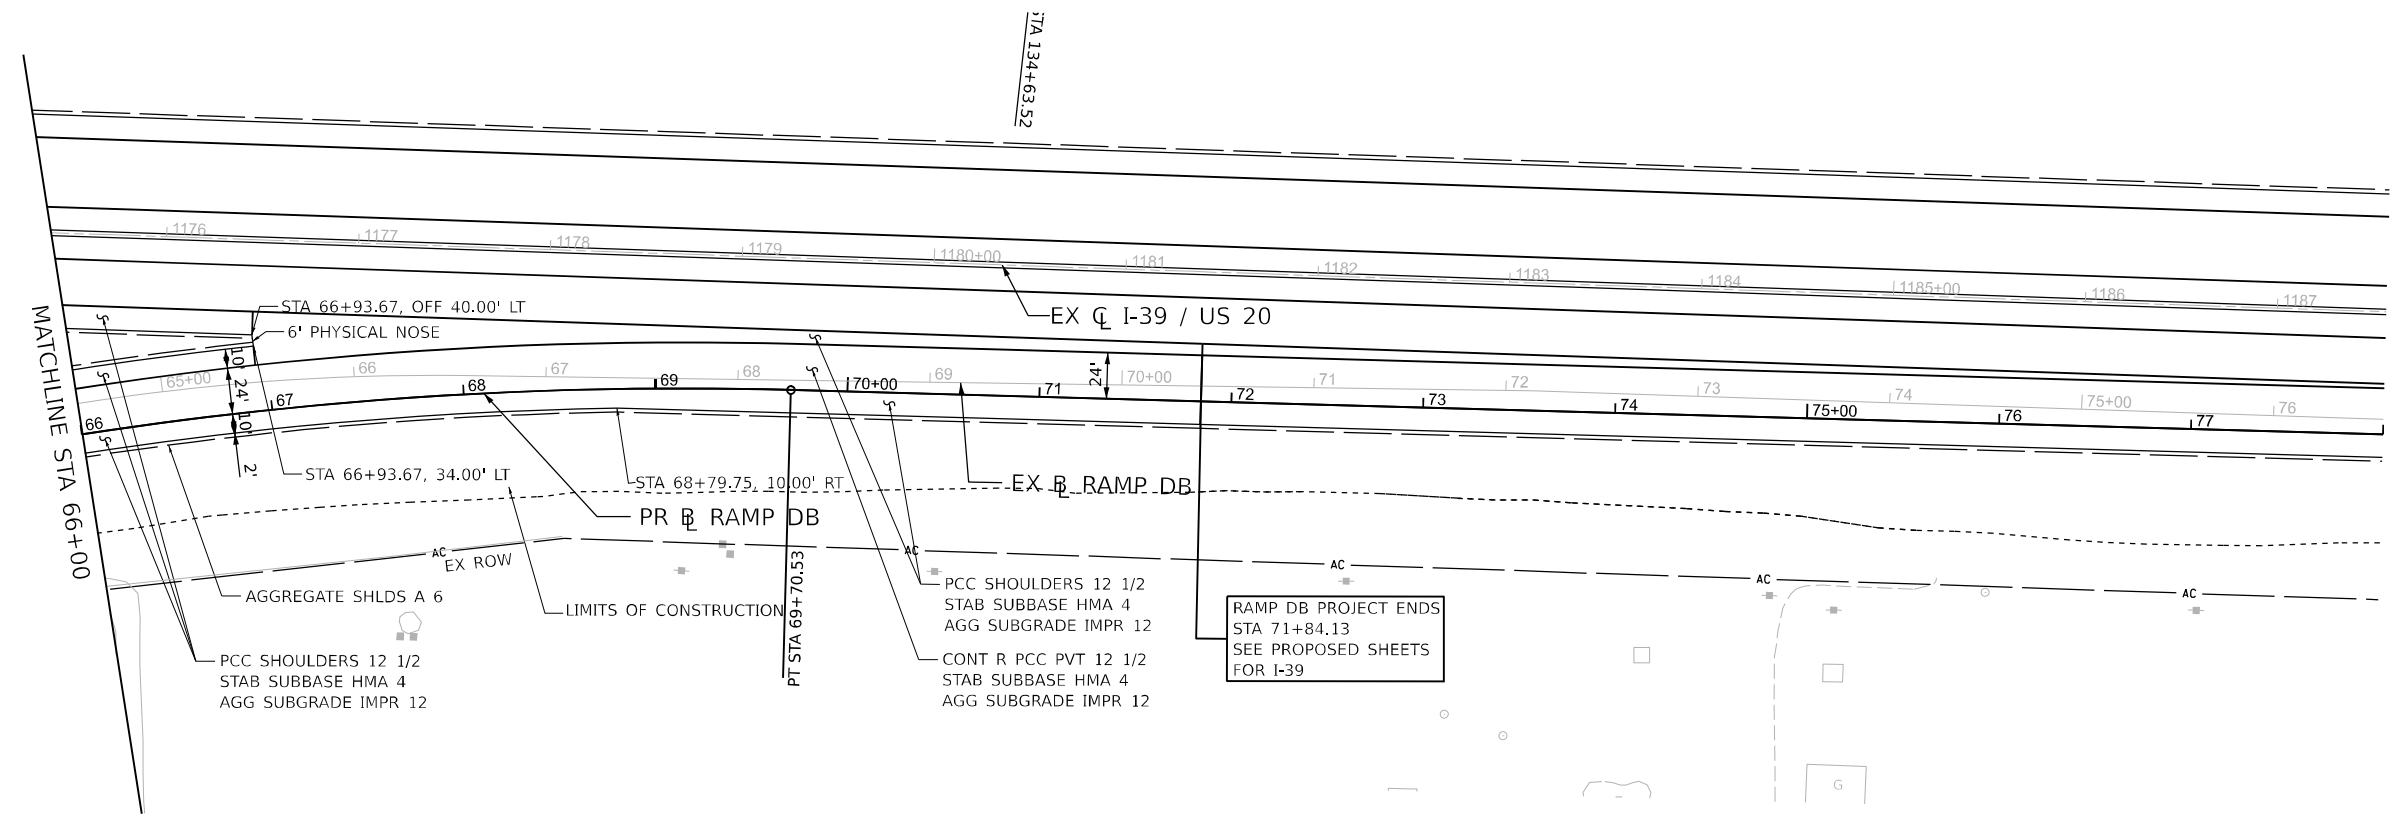 STA 134+63.52
1176
1177
1178
1179
1180+00
1181
1182
1183
1184
1185+00
1186
1187
MATCHLINE STA 66+00
STA 66+93.67, OFF 40.00' LT
6' PHYSICAL NOSE
EX CL I-39 / US 20
10'
24'
10'
2'
24'
65+00
66
67
68
69
70+00
71
72
73
74
75+00
76
66
67
68
69
70+00
71
72
73
74
75+00
76
77
STA 66+93.67, 34.00' LT
STA 68+79.75, 10.00' RT
EX BL RAMP DB
PR BL RAMP DB
PT STA 69+70.53
AC
EX ROW
AC
AC
AC
AC
AGGREGATE SHLDS A 6
LIMITS OF CONSTRUCTION
PCC SHOULDERS 12 1/2
STAB SUBBASE HMA 4
AGG SUBGRADE IMPR 12
PCC SHOULDERS 12 1/2
STAB SUBBASE HMA 4
AGG SUBGRADE IMPR 12
CONT R PCC PVT 12 1/2
STAB SUBBASE HMA 4
AGG SUBGRADE IMPR 12
RAMP DB PROJECT ENDS
STA 71+84.13
SEE PROPOSED SHEETS
FOR I-39
G